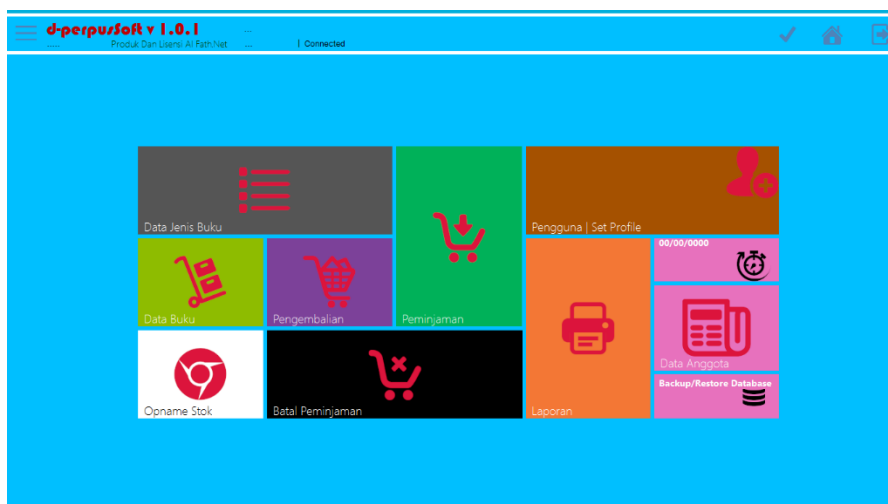 d-perpusSoft v 1.0.1
...
..... Produk Dan Lisensi Al Fath.Net ... | Connected
Data Jenis Buku
Pengguna | Set Profile
00/00/0000
Data Buku
Pengembalian
Peminjaman
Data Anggota
Backup/Restore Database
Opname Stok
Batal Peminjaman
Laporan